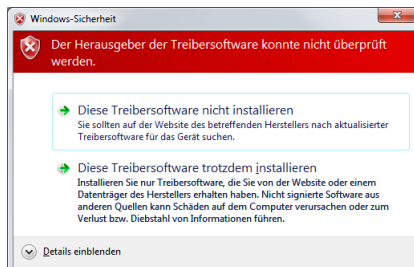 Windows-Sicherheit
Der Herausgeber der Treibersoftware konnte nicht überprüft
werden.
Diese Treibersoftware nicht installieren
Sie sollten auf der Website des betreffenden Herstellers nach aktualisierter
Treibersoftware für das Gerät suchen.
Diese Treibersoftware trotzdem installieren
Installieren Sie nur Treibersoftware, die Sie von der Website oder einem
Datenträger des Herstellers erhalten haben. Nicht signierte Software aus
anderen Quellen kann Schäden auf dem Computer verursachen oder zum
Verlust bzw. Diebstahl von Informationen führen.
Details einblenden